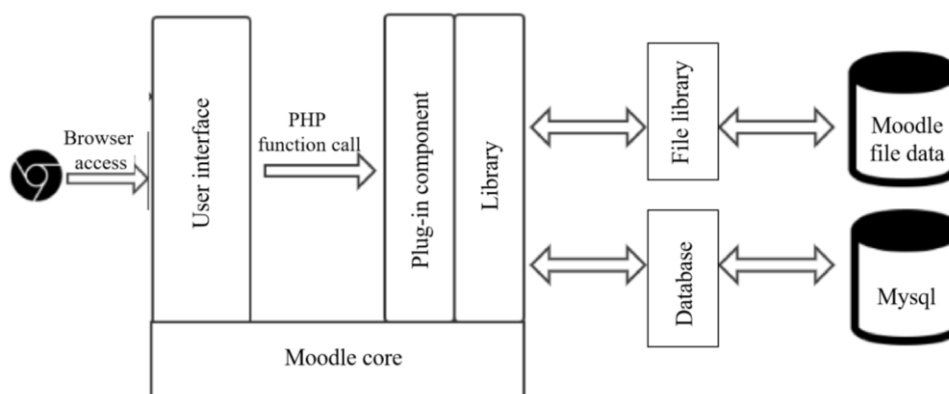 Browser
access
User interface
PHP
function call
Plug-in component
Library
File library
Moodle
file data
Database
Mysql
Moodle core